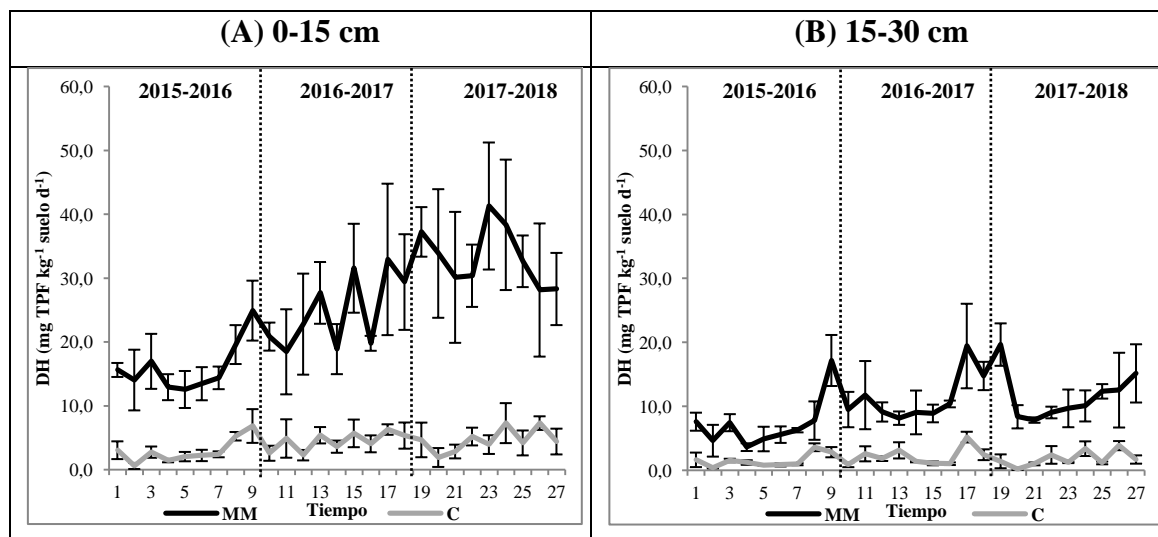 (A) 0-15 cm
(B) 15-30 cm
2015-2016 2016-2017 2017-2018
60,0
50,0
40,0
30,0
20,0
10,0
0,0
DH (mg TPF kg-1 suelo d-1)
1 3 5 7 9 11 13 15 17 19 21 23 25 27
Tiempo
MM C
2015-2016 2016-2017 2017-2018
60,0
50,0
40,0
30,0
20,0
10,0
0,0
DH (mg TPF kg-1 suelo d-1)
1 3 5 7 9 11 13 15 17 19 21 23 25 27
Tiempo
MM C